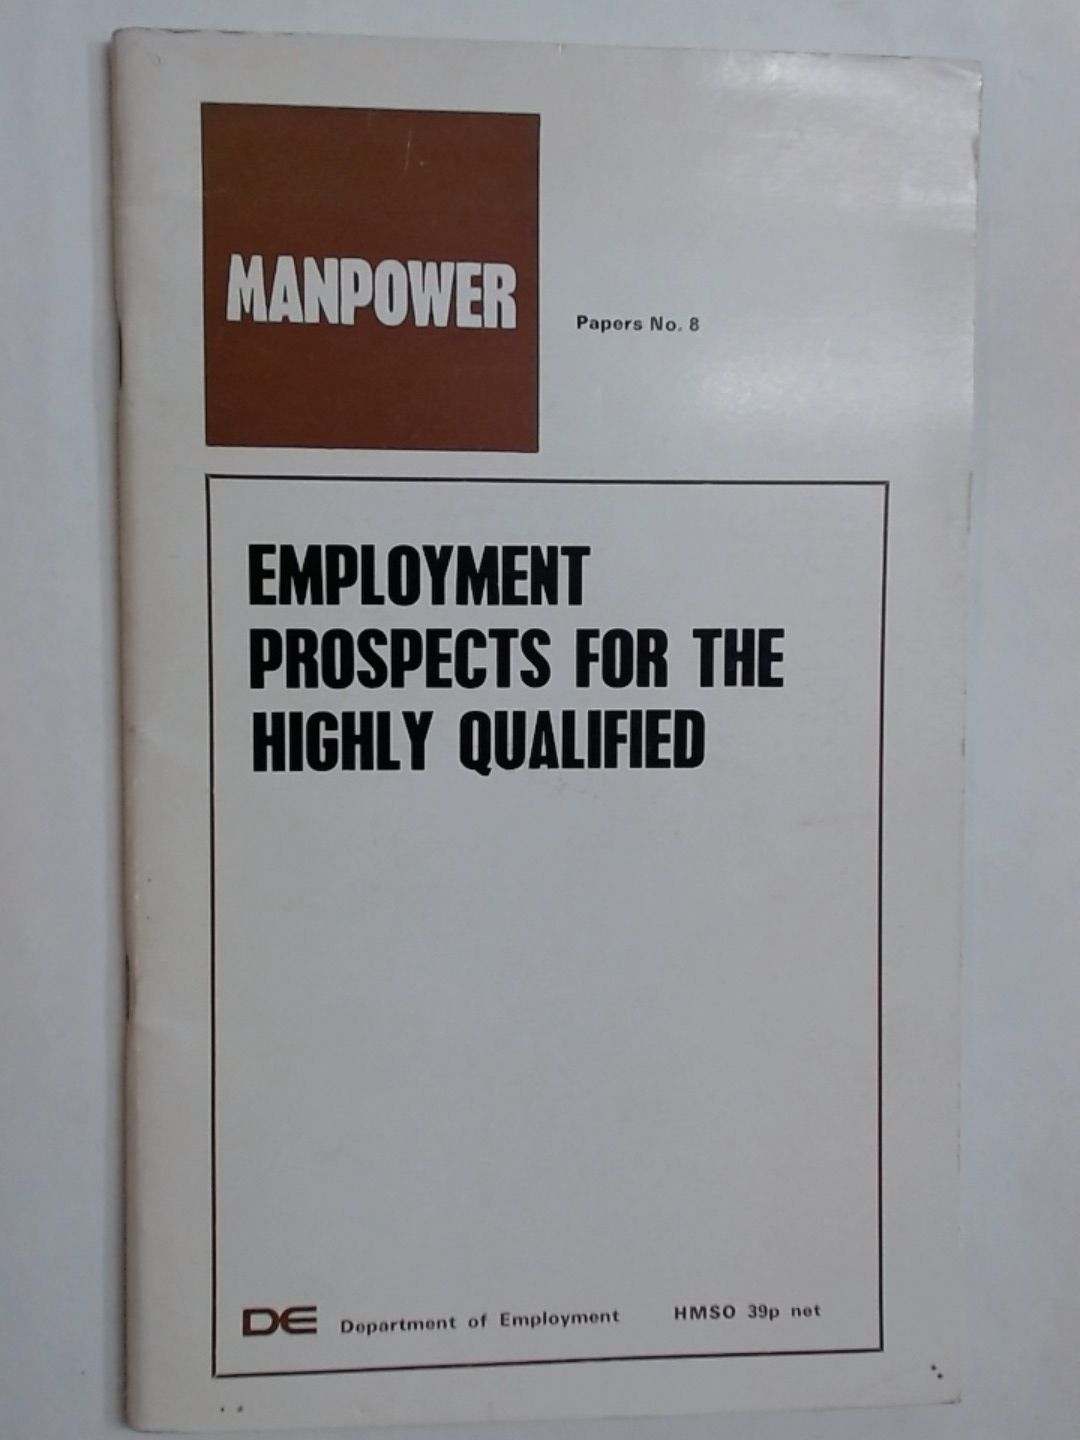 MANPOWER
Papers No. 8
EMPLOYMENT
PROSPECTS FOR THE
HIGHLY QUALIFIED
DE Department of Employment HMSO 39p net